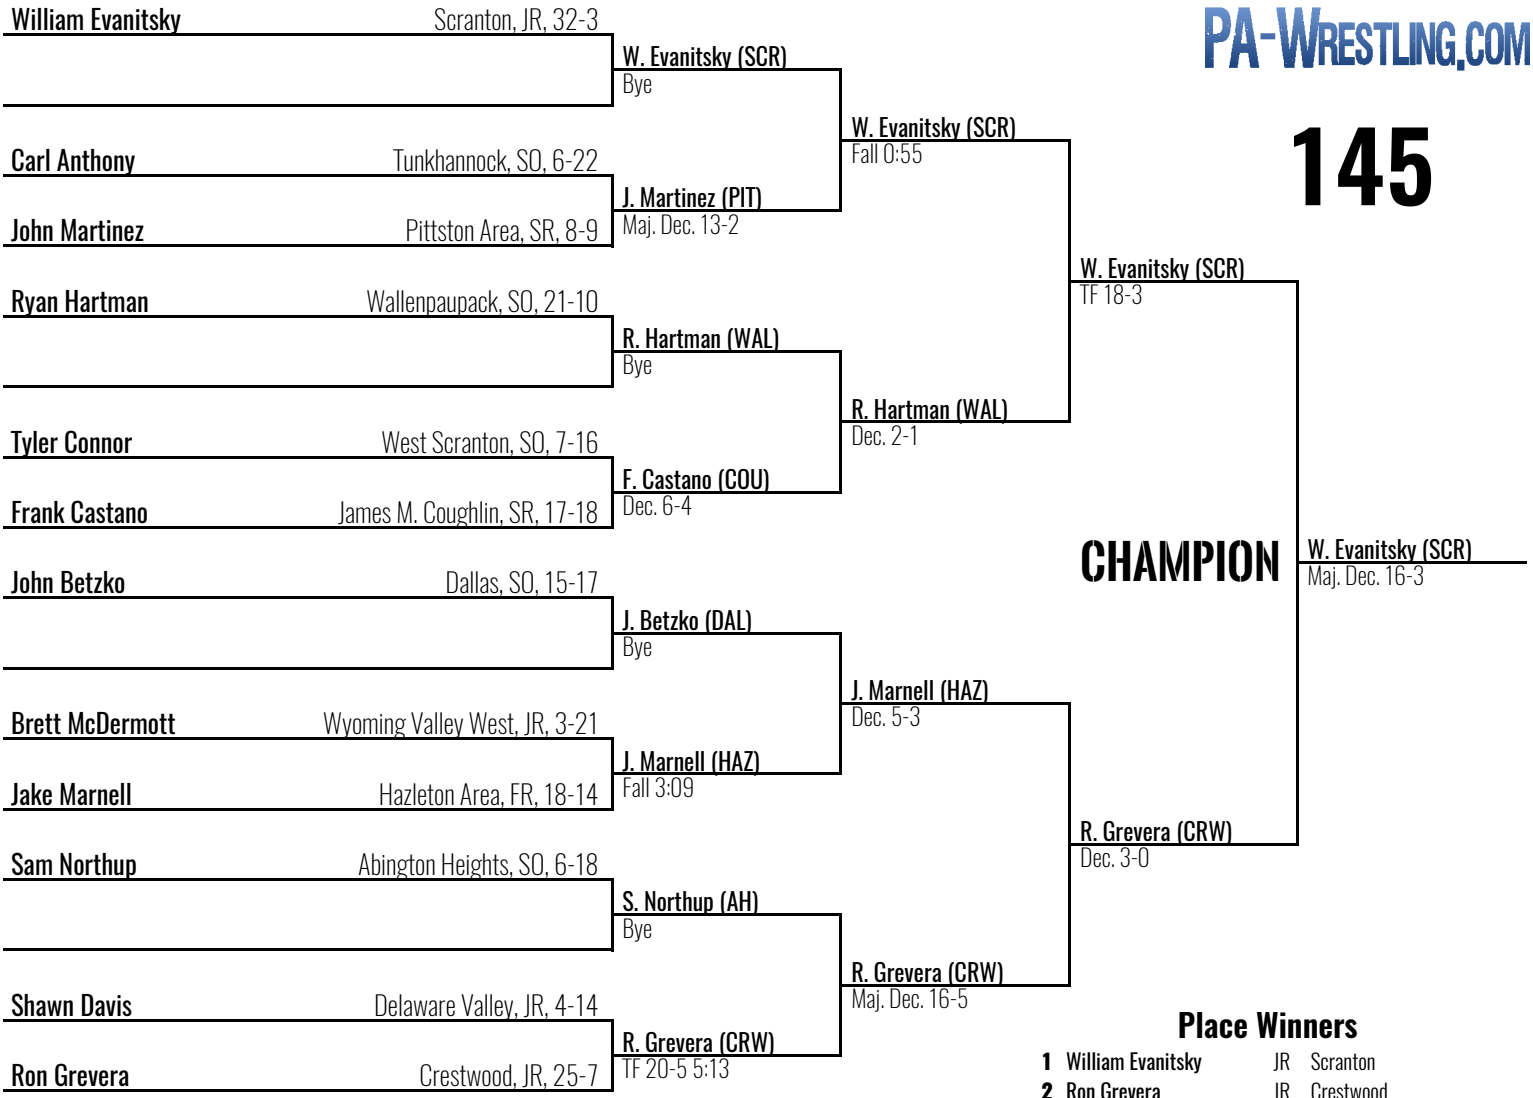 William Evanitsky Scranton, JR, 32-3
W. Evanitsky (SCR)
Bye
PA-WRESTLING.COM
145
W. Evanitsky (SCR)
Fall 0:55
Carl Anthony Tunkhannock, SO, 6-22
J. Martinez (PIT)
Maj. Dec. 13-2
John Martinez Pittston Area, SR, 8-9
W. Evanitsky (SCR)
TF 18-3
Ryan Hartman Wallenpaupack, SO, 21-10
R. Hartman (WAL)
Bye
R. Hartman (WAL)
Dec. 2-1
Tyler Connor West Scranton, SO, 7-16
F. Castano (COU)
Dec. 6-4
Frank Castano James M. Coughlin, SR, 17-18
CHAMPION
W. Evanitsky (SCR)
Maj. Dec. 16-3
John Betzko Dallas, SO, 15-17
J. Betzko (DAL)
Bye
J. Marnell (HAZ)
Dec. 5-3
Brett McDermott Wyoming Valley West, JR, 3-21
J. Marnell (HAZ)
Fall 3:09
Jake Marnell Hazleton Area, FR, 18-14
R. Grevera (CRW)
Dec. 3-0
Sam Northup Abington Heights, SO, 6-18
S. Northup (AH)
Bye
R. Grevera (CRW)
Maj. Dec. 16-5
Shawn Davis Delaware Valley, JR, 4-14
R. Grevera (CRW)
TF 20-5 5:13
Ron Grevera Crestwood, JR, 25-7
Place Winners
1 William Evanitsky JR Scranton
2 Ron Grevera JR Crestwood